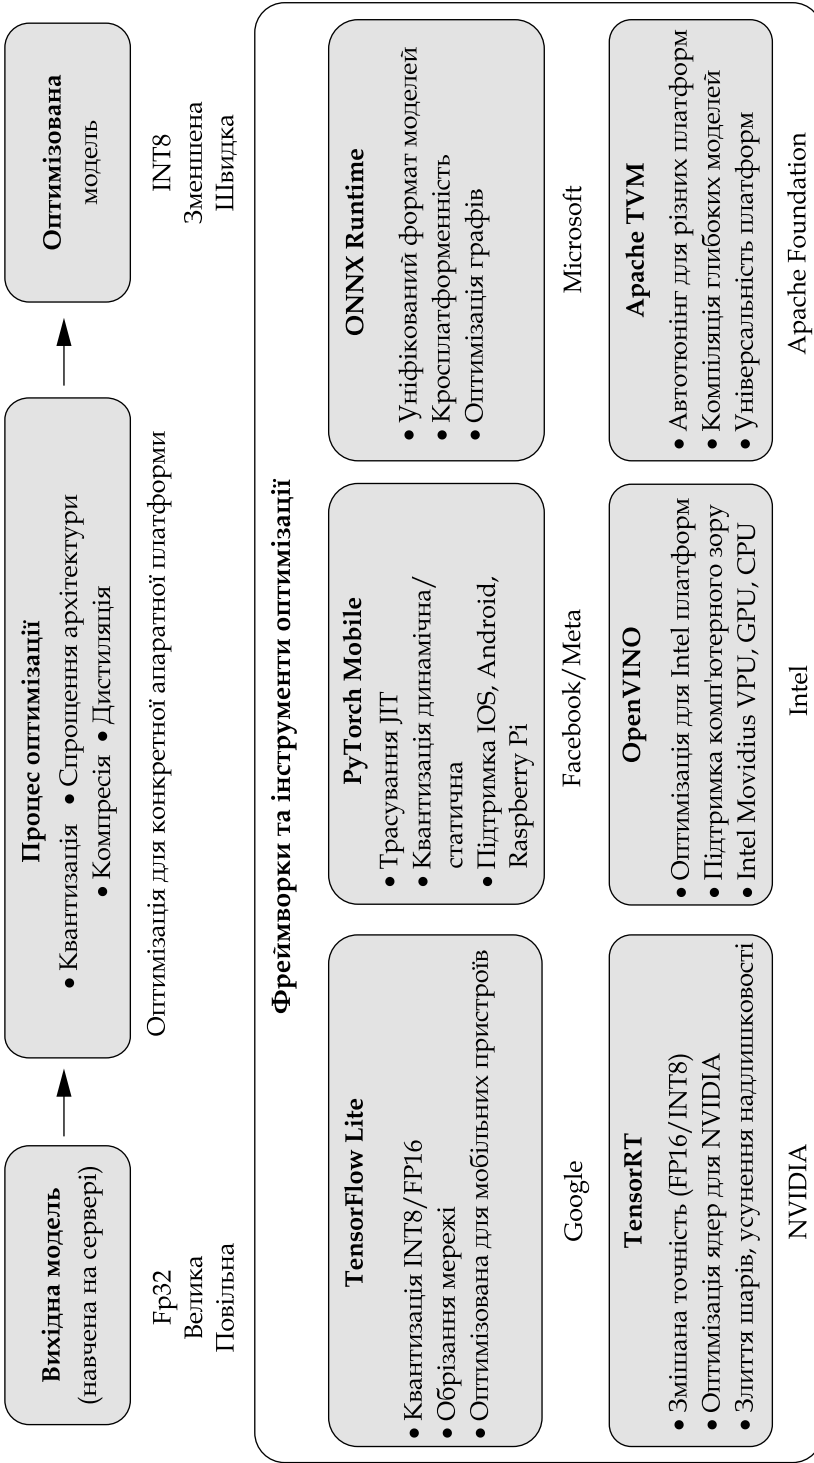 Вихідна модель
(навчена на сервері)
Fp32
Велика
Повільна
Процес оптимізації
• Квантизація • Спрощення архітектури
• Компресія • Дистиляція
Оптимізація для конкретної апаратної платформи
Оптимізована
модель
INT8
Зменшена
Швидка
Фреймворки та інструменти оптимізації
TensorFlow Lite
• Квантизація INT8/FP16
• Обрізання мережі
• Оптимізована для мобільних пристроїв
Google
PyTorch Mobile
• Трасування JIT
• Квантизація динамічна/
статична
• Підтримка IOS, Android,
Raspberry Pi
Facebook/Meta
ONNX Runtime
• Уніфікований формат моделей
• Кросплатформенність
• Оптимізація графів
Microsoft
TensorRT
• Змішана точність (FP16/INT8)
• Оптимізація ядер для NVIDIA
• Злиття шарів, усунення надлишковості
NVIDIA
OpenVINO
• Оптимізація для Intel платформ
• Підтримка комп'ютерного зору
• Intel Movidius VPU, GPU, CPU
Intel
Apache TVM
• Автотюнінг для різних платформ
• Компіляція глибоких моделей
• Універсальність платформ
Apache Foundation